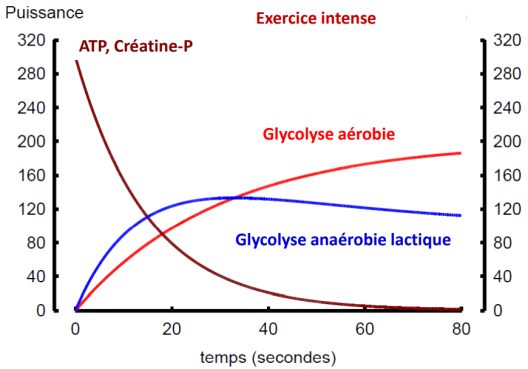 Puissance
Exercice intense
320
320
ATP, Créatine-P
280
280
240
240
Glycolyse aérobie
200
200
160
160
120
120
Glycolyse anaérobie lactique
80
80
40
40
0
0
0 20 40 60 80
temps (secondes)